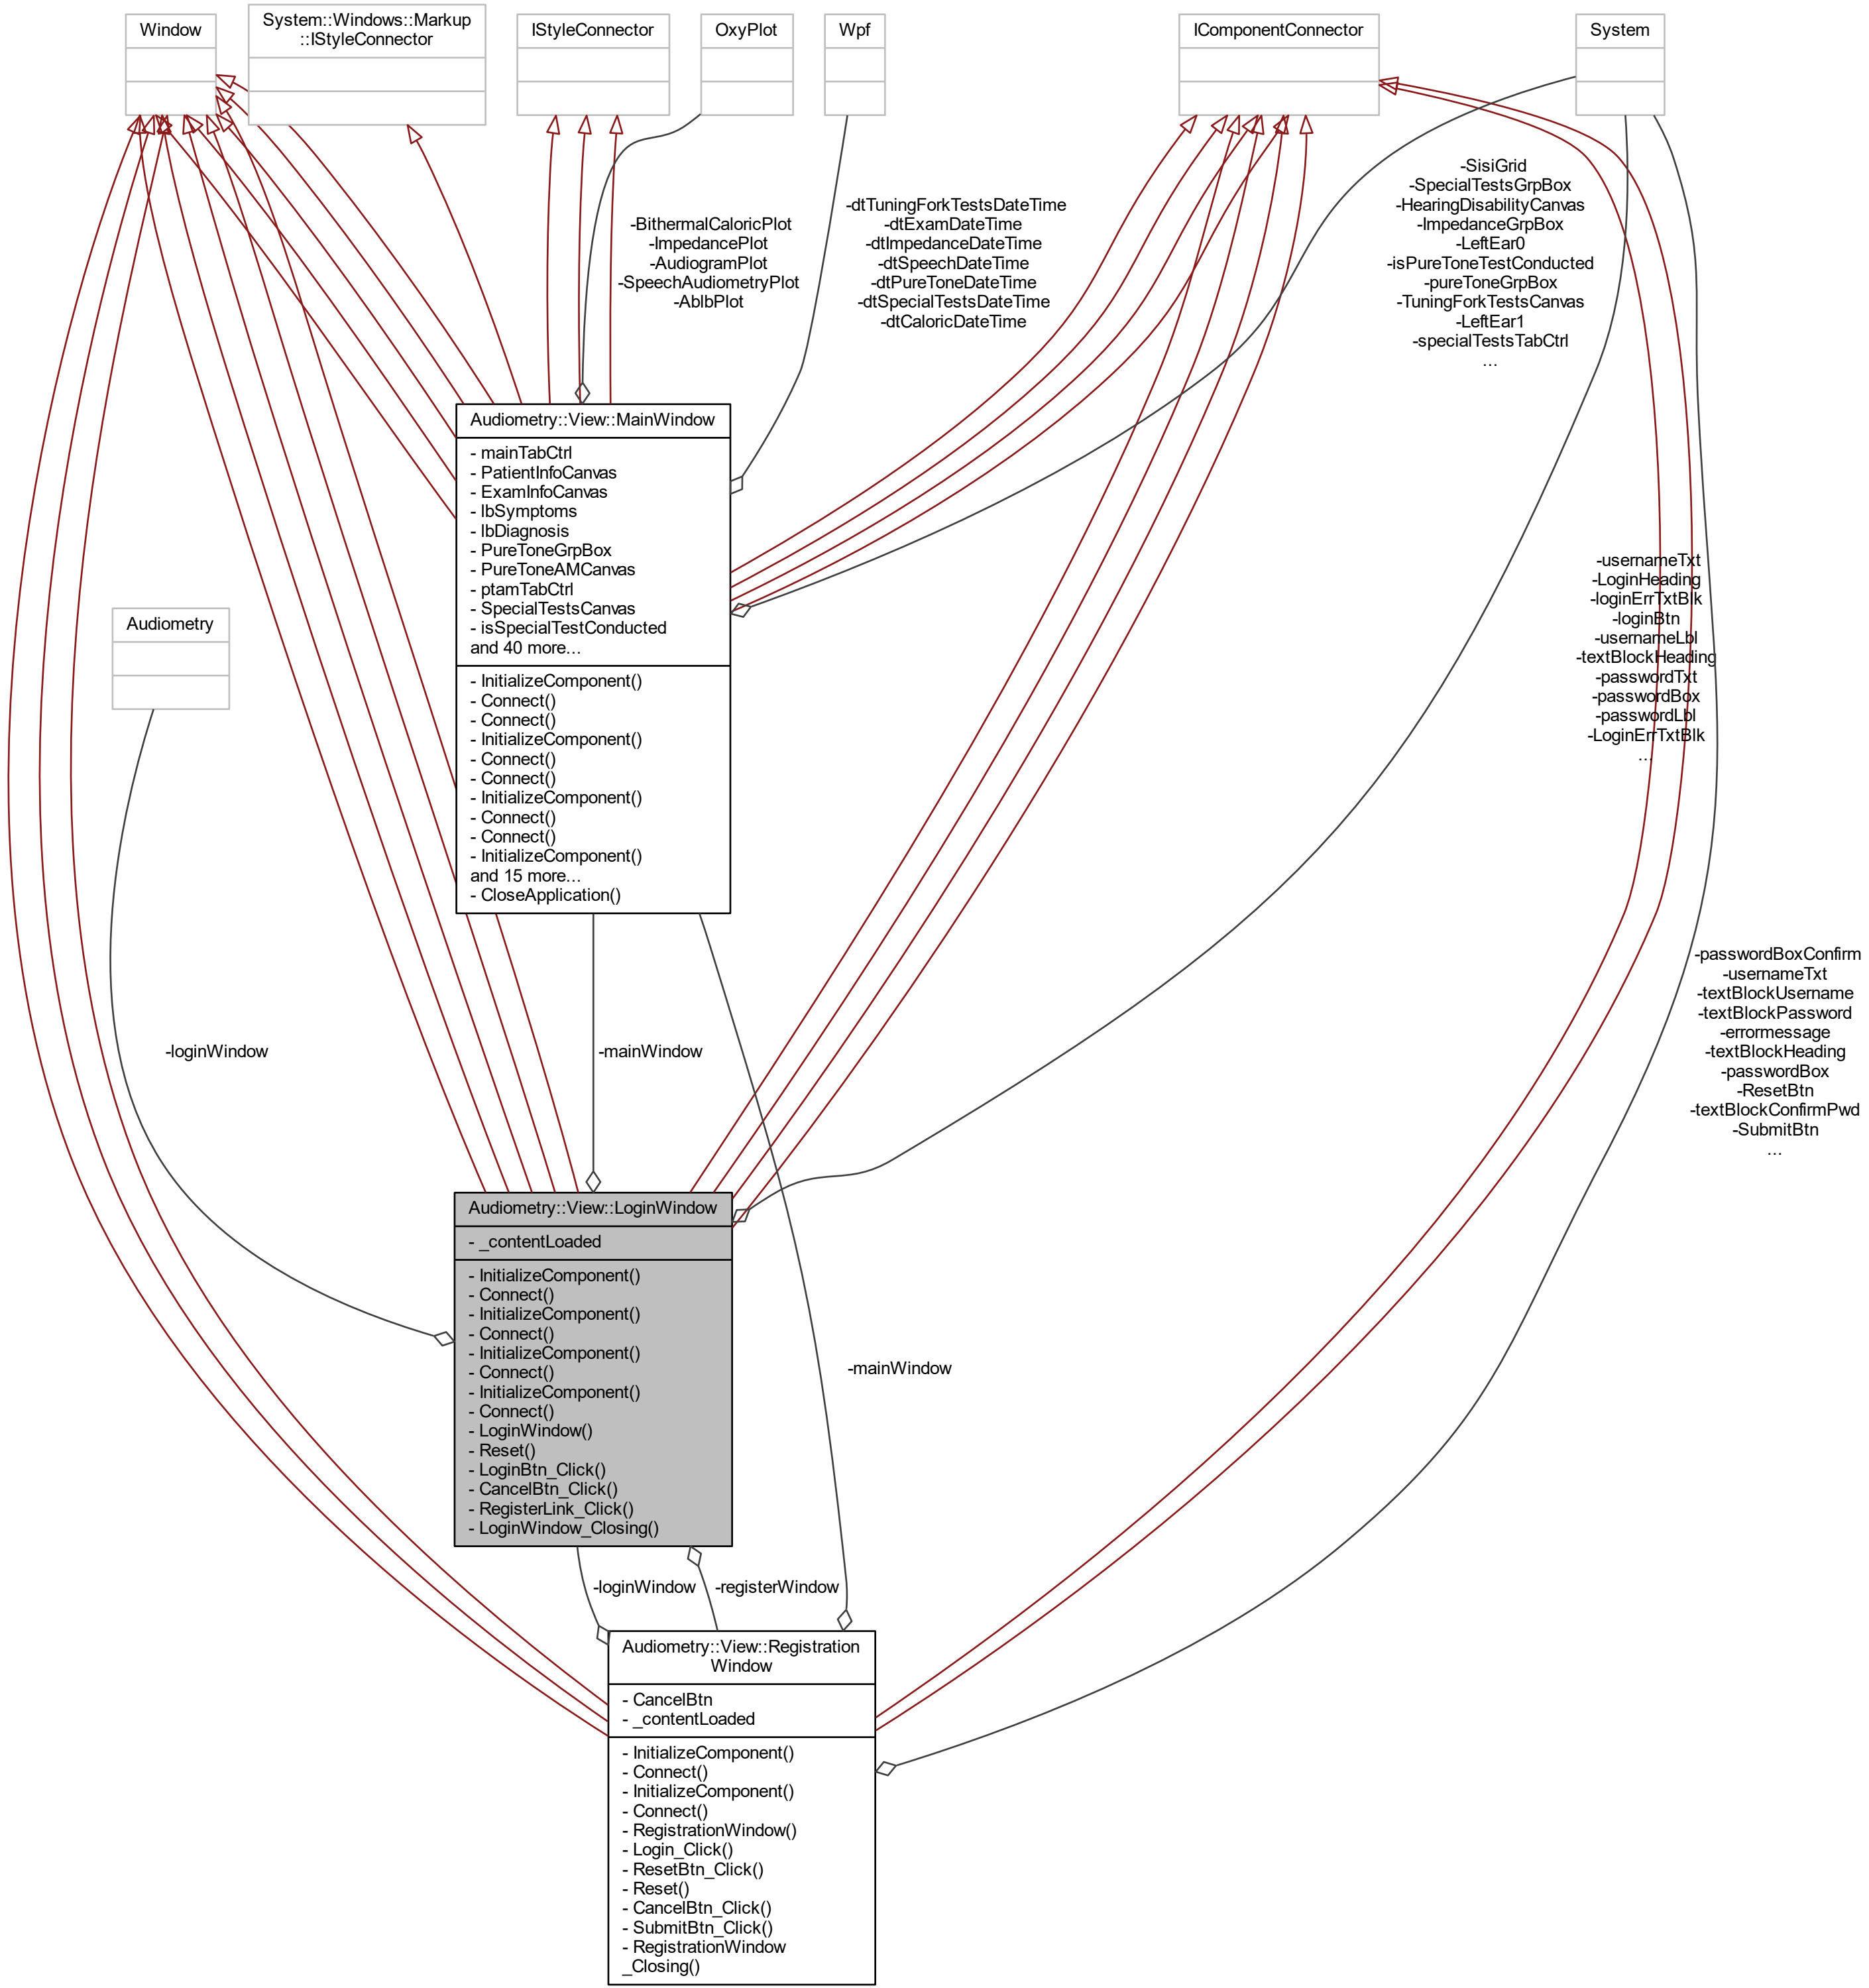 Window
System::Windows::Markup
::IStyleConnector
IStyleConnector
OxyPlot
Wpf
IComponentConnector
System
-BithermalCaloricPlot
-ImpedancePlot
-AudiogramPlot
-SpeechAudiometryPlot
-AblbPlot
-dtTuningForkTestsDateTime
-dtExamDateTime
-dtImpedanceDateTime
-dtSpeechDateTime
-dtPureToneDateTime
-dtSpecialTestsDateTime
-dtCaloricDateTime
-SisiGrid
-SpecialTestsGrpBox
-HearingDisabilityCanvas
-ImpedanceGrpBox
-LeftEar0
-isPureToneTestConducted
-pureToneGrpBox
-TuningForkTestsCanvas
-LeftEar1
-specialTestsTabCtrl
...
Audiometry::View::MainWindow
- mainTabCtrl
- PatientInfoCanvas
- ExamInfoCanvas
- lbSymptoms
- lbDiagnosis
- PureToneGrpBox
- PureToneAMCanvas
- ptamTabCtrl
- SpecialTestsCanvas
- isSpecialTestConducted
and 40 more...
- InitializeComponent()
- Connect()
- Connect()
- InitializeComponent()
- Connect()
- Connect()
- InitializeComponent()
- Connect()
- Connect()
- InitializeComponent()
and 15 more...
- CloseApplication()
Audiometry
-usernameTxt
-LoginHeading
-loginErrTxtBlk
-loginBtn
-usernameLbl
-textBlockHeading
-passwordTxt
-passwordBox
-passwordLbl
-LoginErrTxtBlk
...
-passwordBoxConfirm
-usernameTxt
-textBlockUsername
-textBlockPassword
-errormessage
-textBlockHeading
-passwordBox
-ResetBtn
-textBlockConfirmPwd
-SubmitBtn
...
-loginWindow
-mainWindow
Audiometry::View::LoginWindow
- _contentLoaded
- InitializeComponent()
- Connect()
- InitializeComponent()
- Connect()
- InitializeComponent()
- Connect()
- InitializeComponent()
- Connect()
- LoginWindow()
- Reset()
- LoginBtn_Click()
- CancelBtn_Click()
- RegisterLink_Click()
- LoginWindow_Closing()
-mainWindow
-loginWindow
-registerWindow
Audiometry::View::Registration
Window
- CancelBtn
- _contentLoaded
- InitializeComponent()
- Connect()
- InitializeComponent()
- Connect()
- RegistrationWindow()
- Login_Click()
- ResetBtn_Click()
- Reset()
- CancelBtn_Click()
- SubmitBtn_Click()
- RegistrationWindow
_Closing()